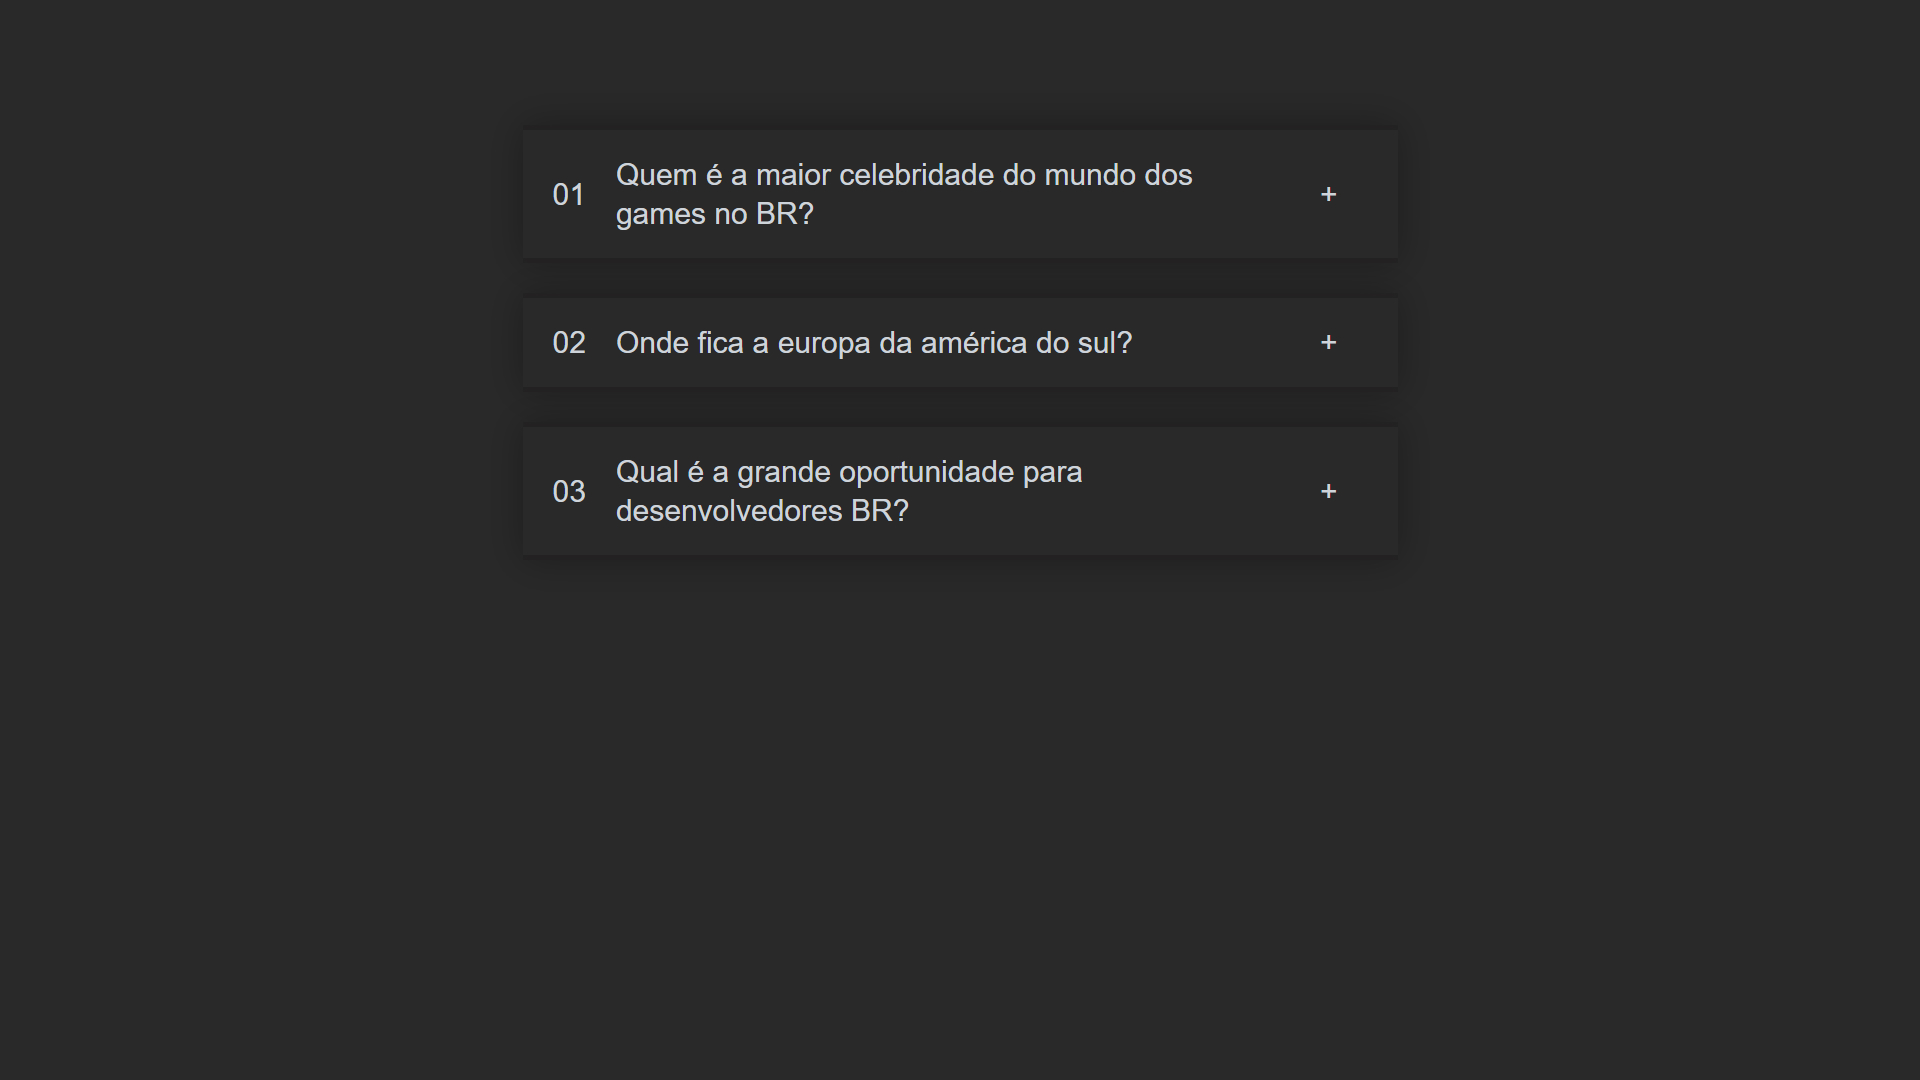 01 Quem é a maior celebridade do mundo dos
games no BR? +
02 Onde fica a europa da américa do sul? +
03 Qual é a grande oportunidade para
desenvolvedores BR? +